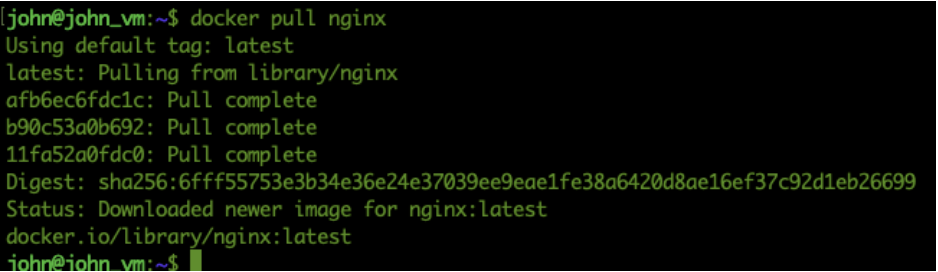 john@john_vm:~$ docker pull nginx
Using default tag: latest
latest: Pulling from library/nginx
afb6ec6fdc1c: Pull complete
b90c53a0b692: Pull complete
11fa52a0fdc0: Pull complete
Digest: sha256:6fff55753e3b34e36e24e37039ee9eae1fe38a6420d8ae16ef37c92d1eb26699
Status: Downloaded newer image for nginx:latest
docker.io/library/nginx:latest
john@john_vm:~$